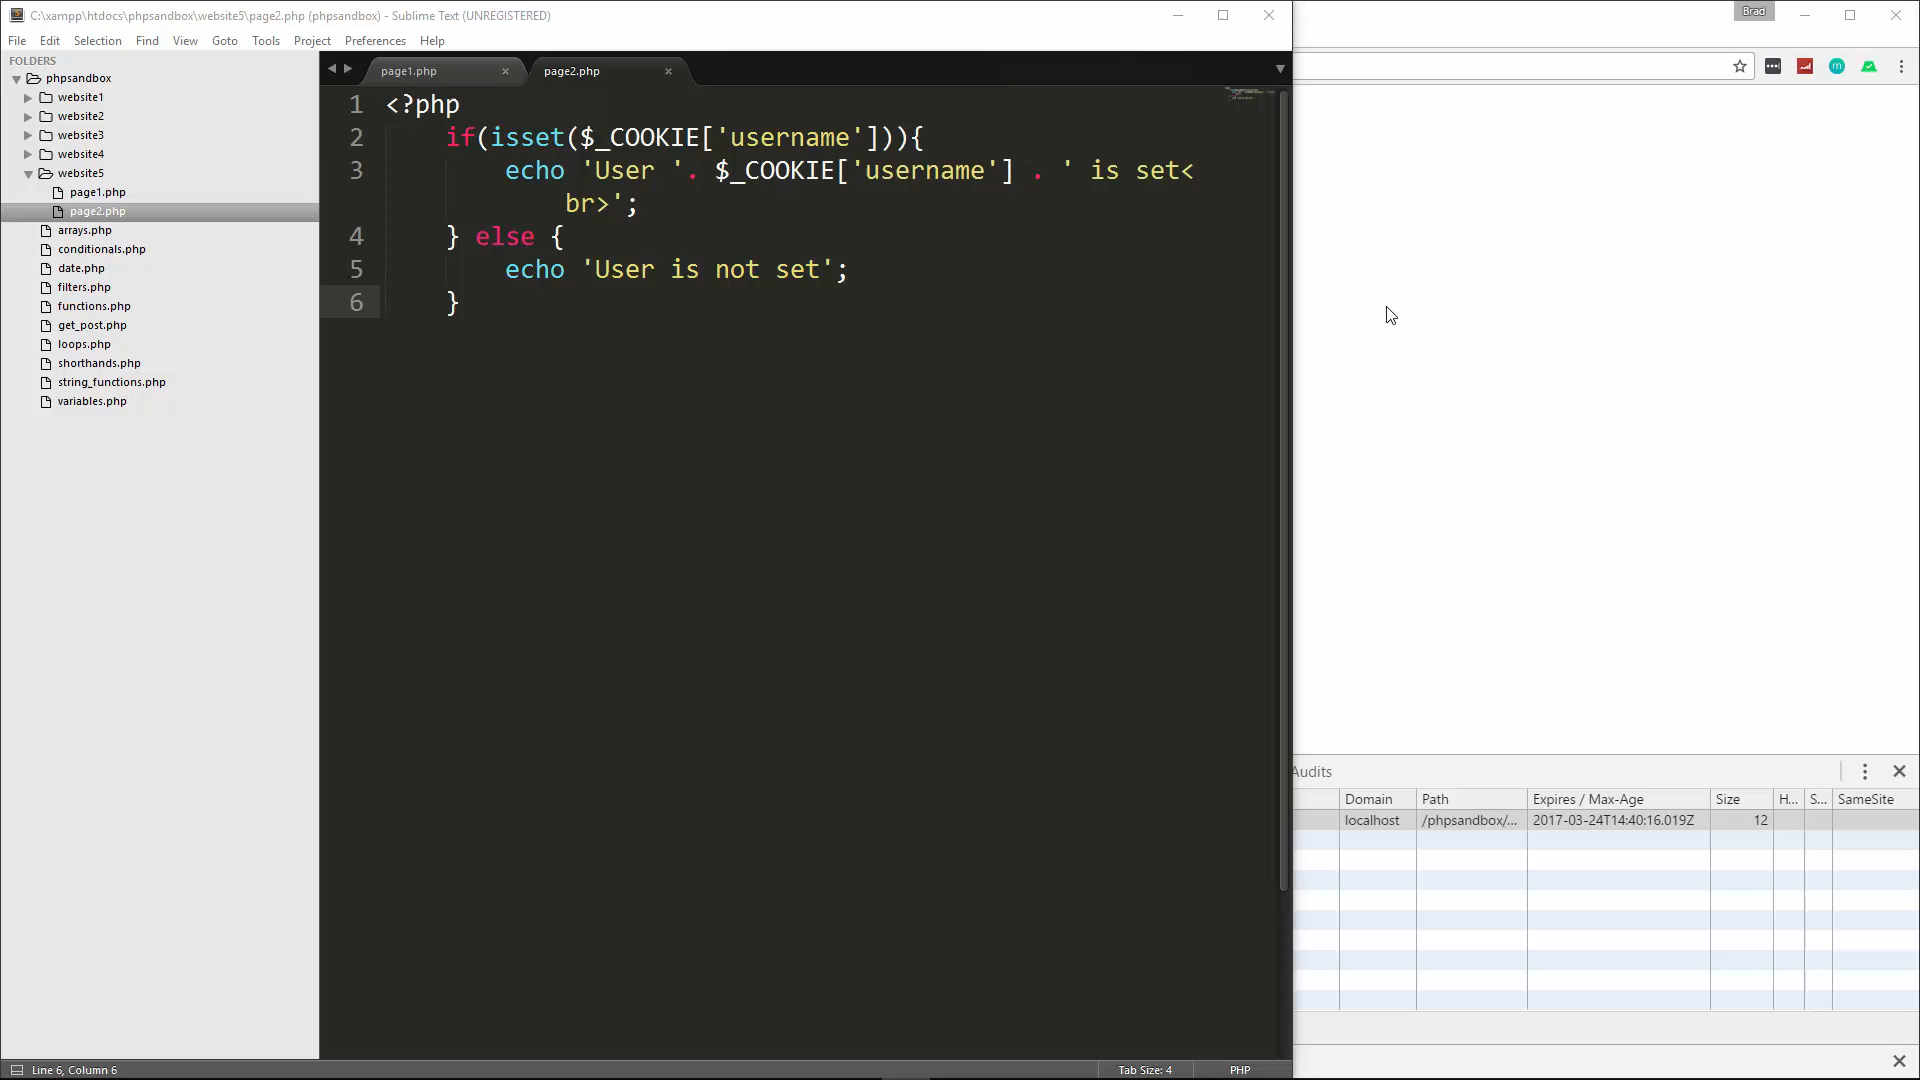 C:\xampp\htdocs\phpsandbox\website5\page2.php (phpsandbox) - Sublime Text (UNREGISTERED)
Brad
File Edit Selection Find View Goto Tools Project Preferences Help
FOLDERS
phpsandbox
website1
website2
website3
website4
website5
page1.php
page2.php
arrays.php
conditionals.php
date.php
filters.php
functions.php
get_post.php
loops.php
shorthands.php
string_functions.php
variables.php
page1.php × page2.php ×
1 <?php
2 if(isset($_COOKIE['username'])){
3 echo 'User '. $_COOKIE['username'] . ' is set<
br>';
4 } else {
5 echo 'User is not set';
6 }
Audits
Domain Path Expires / Max-Age Size H... S... SameSite
localhost /phpsandbox/... 2017-03-24T14:40:16.019Z 12
Line 6, Column 6 Tab Size: 4 PHP